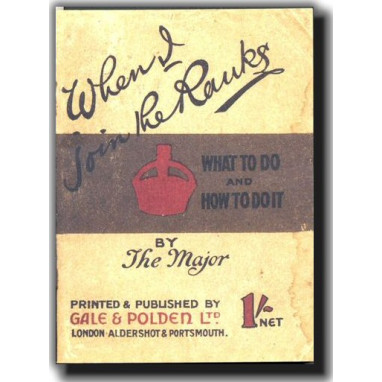 When I
Join the Ranks
WHAT TO DO
AND
HOW TO DO IT
BY
The Major
PRINTED & PUBLISHED BY
GALE & POLDEN LTD
LONDON ALDERSHOT & PORTSMOUTH.
1/- NET